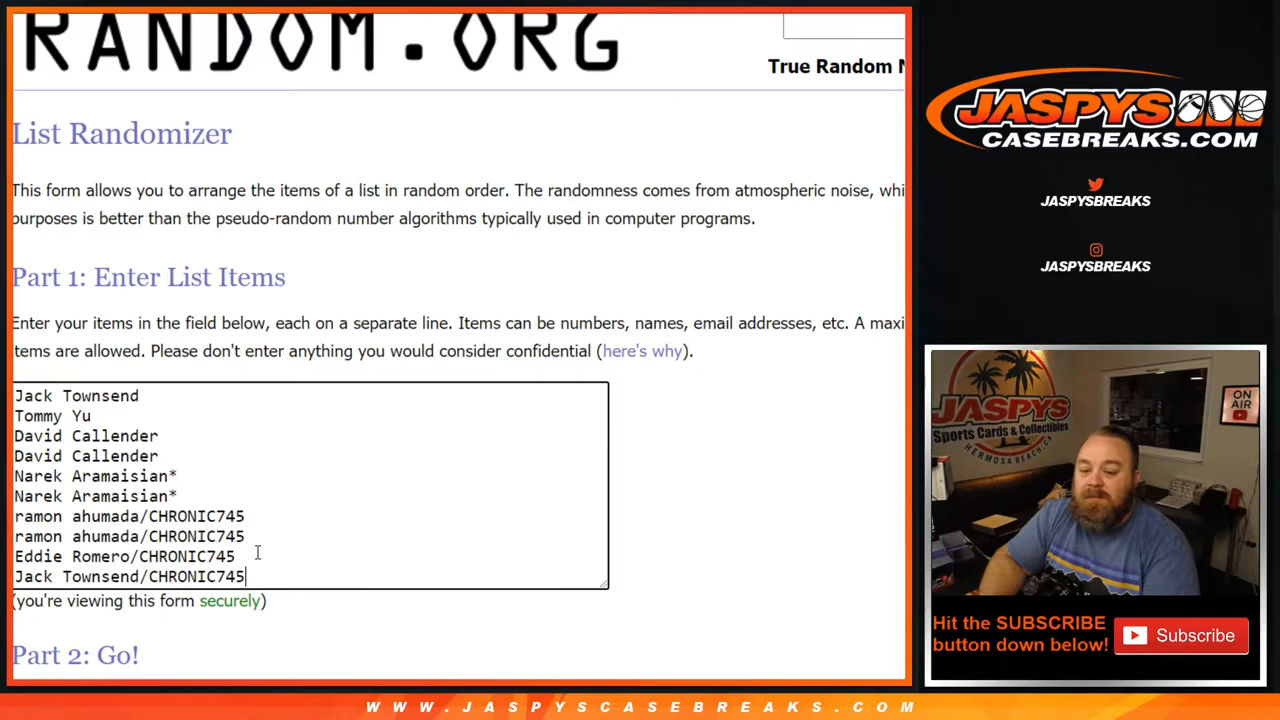 RANDOM.ORG
True Random N
List Randomizer
This form allows you to arrange the items of a list in random order. The randomness comes from atmospheric noise, whi
purposes is better than the pseudo-random number algorithms typically used in computer programs.
Part 1: Enter List Items
Enter your items in the field below, each on a separate line. Items can be numbers, names, email addresses, etc. A maxi
items are allowed. Please don't enter anything you would consider confidential (here's why).
Jack Townsend
Tommy Yu
David Callender
David Callender
Narek Aramaisian*
Narek Aramaisian*
ramon ahumada/CHRONIC745
ramon ahumada/CHRONIC745
Eddie Romero/CHRONIC745
Jack Townsend/CHRONIC745
(you're viewing this form securely)
Part 2: Go!
JASPYS
CASEBREAKS.COM
JASPYSBREAKS
JASPYSBREAKS
JASPYS
Sports Cards & Collectibles
HERMOSA BEACH, CA
ON
AIR
Hit the SUBSCRIBE
button down below!
Subscribe
WWW.JASPYSCASEBREAKS.COM